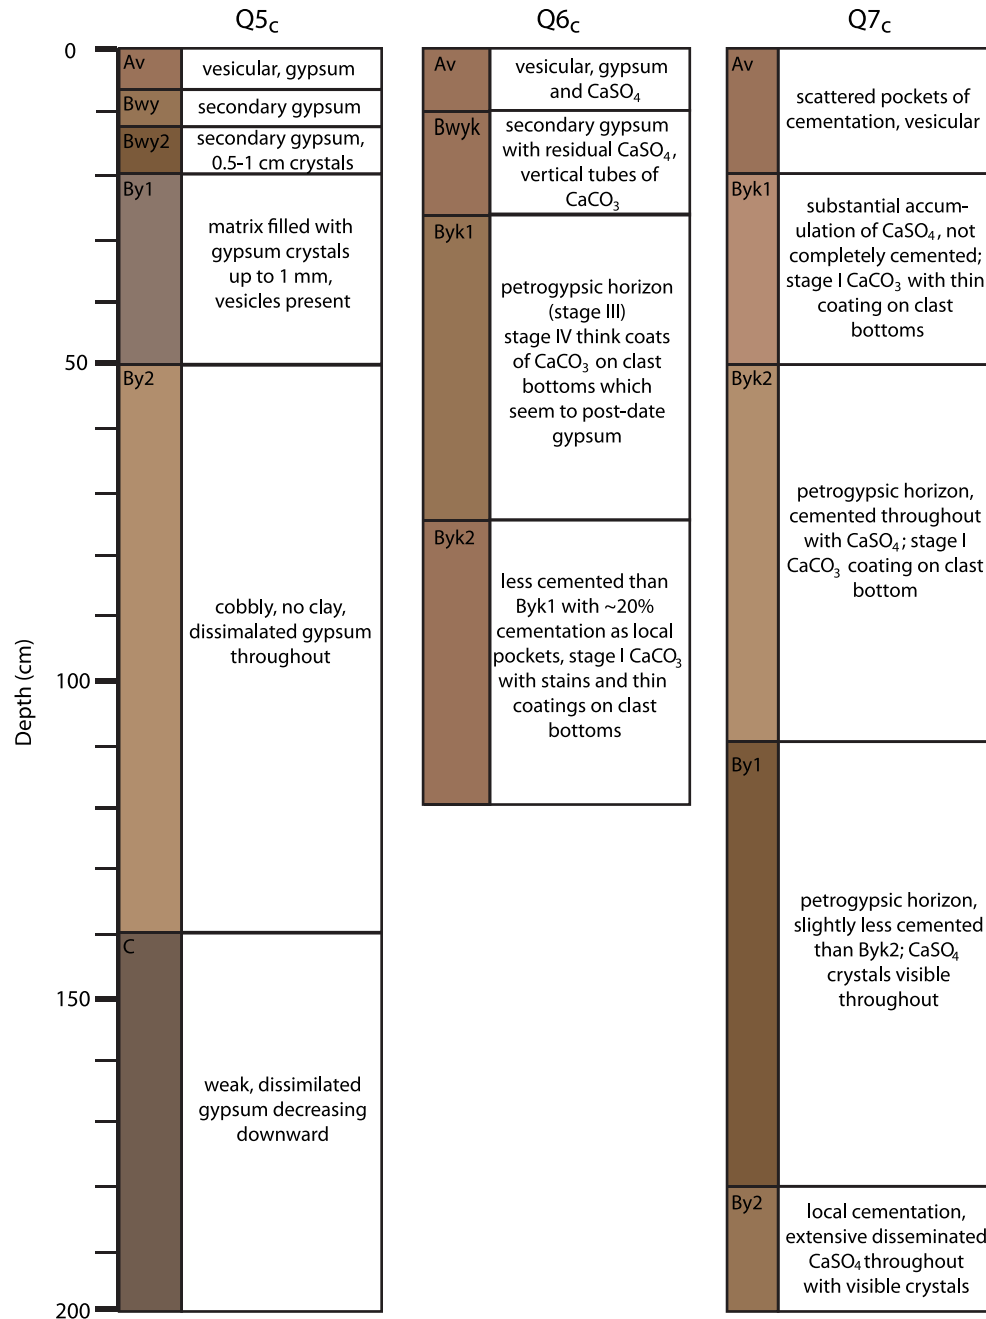 Q5c
Q6c
Q7c
Depth (cm)
0
50
100
150
200
Av
vesicular, gypsum
Bwy
secondary gypsum
Bwy2
secondary gypsum,
0.5-1 cm crystals
By1
matrix filled with
gypsum crystals
up to 1 mm,
vesicles present
By2
cobbly, no clay,
dissimalated gypsum
throughout
C
weak, dissimilated
gypsum decreasing
downward
Av
vesicular, gypsum
and CaSO4
Bwyk
secondary gypsum
with residual CaSO4,
vertical tubes of
CaCO3
Byk1
petrogypsic horizon
(stage III)
stage IV think coats
of CaCO3 on clast
bottoms which
seem to post-date
gypsum
Byk2
less cemented than
Byk1 with ~20%
cementation as local
pockets, stage I CaCO3
with stains and thin
coatings on clast
bottoms
Av
scattered pockets of
cementation, vesicular
Byk1
substantial accum-
ulation of CaSO4, not
completely cemented;
stage I CaCO3 with thin
coating on clast
bottoms
Byk2
petrogypsic horizon,
cemented throughout
with CaSO4; stage I
CaCO3 coating on clast
bottom
By1
petrogypsic horizon,
slightly less cemented
than Byk2; CaSO4
crystals visible
throughout
By2
local cementation,
extensive disseminated
CaSO4 throughout
with visible crystals